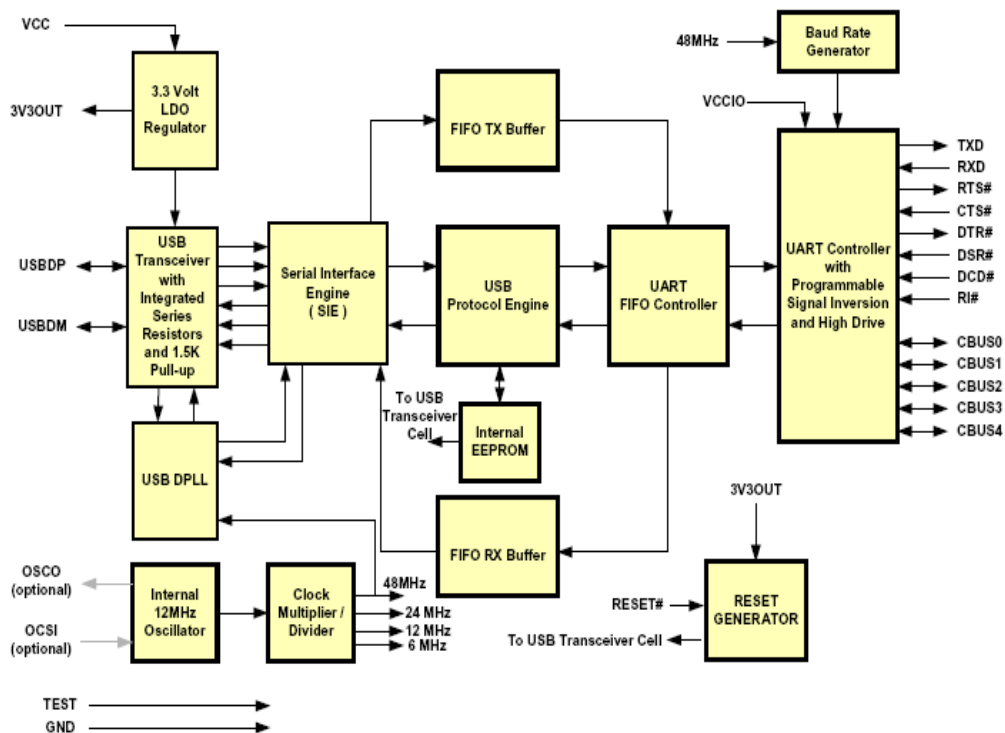 VCC
3V3OUT
3.3 Volt
LDO
Regulator
FIFO TX Buffer
48MHz
Baud Rate
Generator
VCCIO
USBDP
USBDM
USB
Transceiver
with
Integrated
Series
Resistors
and 1.5K
Pull-up
Serial Interface
Engine
( SIE )
USB
Protocol Engine
UART
FIFO Controller
UART Controller
with
Programmable
Signal Inversion
and High Drive
TXD
RXD
RTS#
CTS#
DTR#
DSR#
DCD#
RI#
CBUS0
CBUS1
CBUS2
CBUS3
CBUS4
To USB
Transceiver
Cell
Internal
EEPROM
USB DPLL
FIFO RX Buffer
3V3OUT
OSCO
(optional)
OCSI
(optional)
Internal
12MHz
Oscillator
Clock
Multiplier /
Divider
48MHz
24 MHz
12 MHz
6 MHz
RESET#
To USB Transceiver Cell
RESET
GENERATOR
TEST
GND